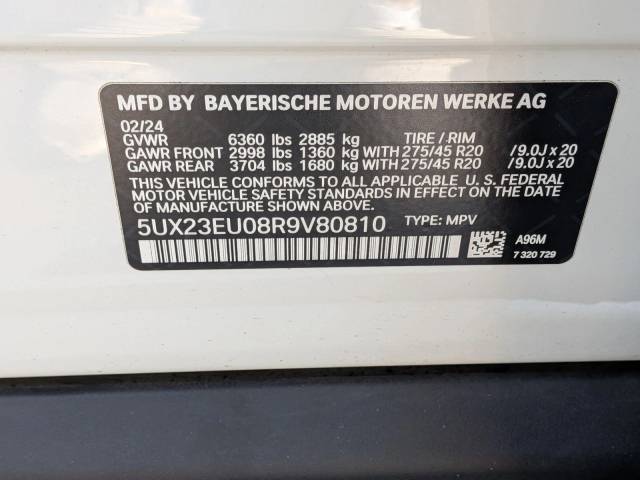 MFD BY BAYERISCHE MOTOREN WERKE AG
02/24
GVWR 6360 lbs 2885 kg TIRE / RIM
GAWR FRONT 2998 lbs 1360 kg WITH 275/45 R20 /9.0J x 20
GAWR REAR 3704 lbs 1680 kg WITH 275/45 R20 /9.0J x 20
THIS VEHICLE CONFORMS TO ALL APPLICABLE U. S. FEDERAL
MOTOR VEHICLE SAFETY STANDARDS IN EFFECT ON THE DATE
OF MANUFACTURE SHOWN ABOVE.
5UX23EU08R9V80810 TYPE: MPV
A96M
7 320 729